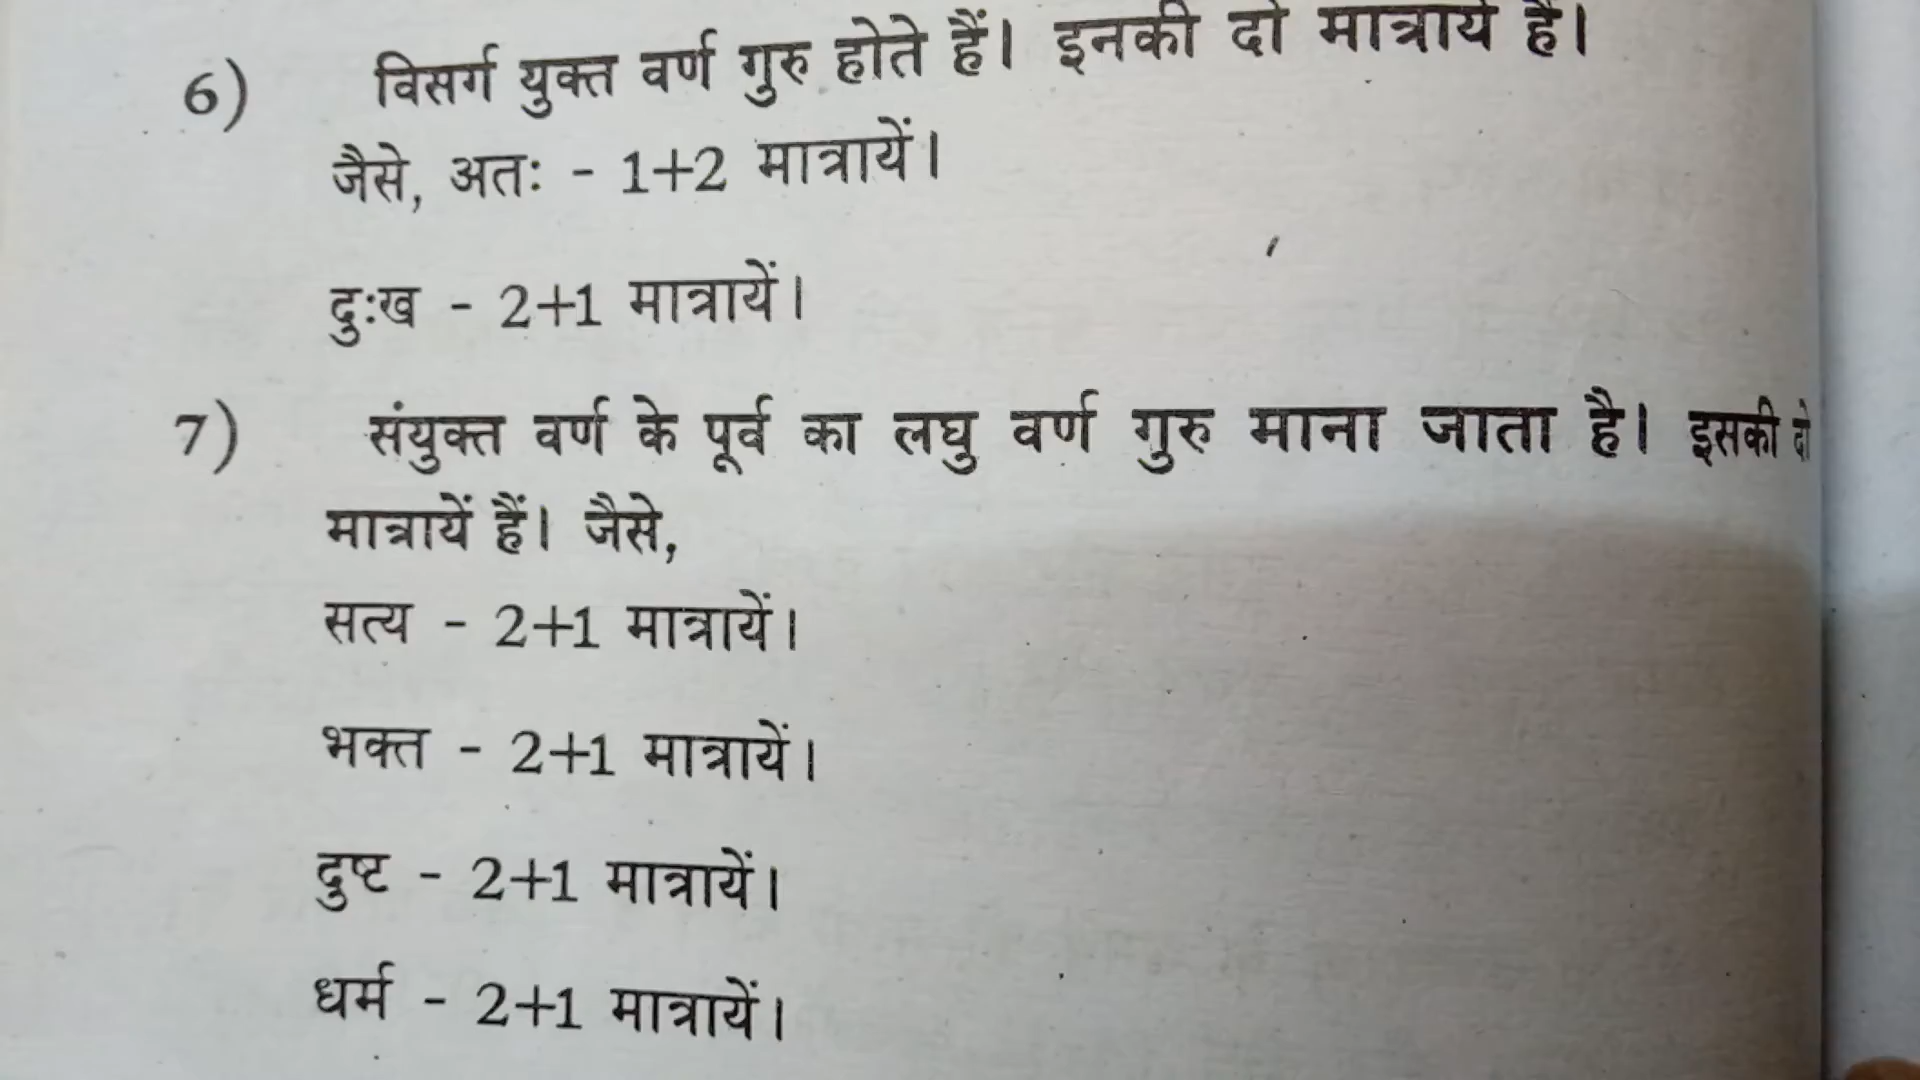 6) विसर्ग युक्त वर्ण गुरु होते हैं। इनकी दो मात्रायें हैं।
जैसे, अतः - 1+2 मात्रायें।
दुःख - 2+1 मात्रायें।
7) संयुक्त वर्ण के पूर्व का लघु वर्ण गुरु माना जाता है। इसकी दो
मात्रायें हैं। जैसे,
सत्य - 2+1 मात्रायें।
भक्त - 2+1 मात्रायें।
दुष्ट - 2+1 मात्रायें।
धर्म - 2+1 मात्रायें।